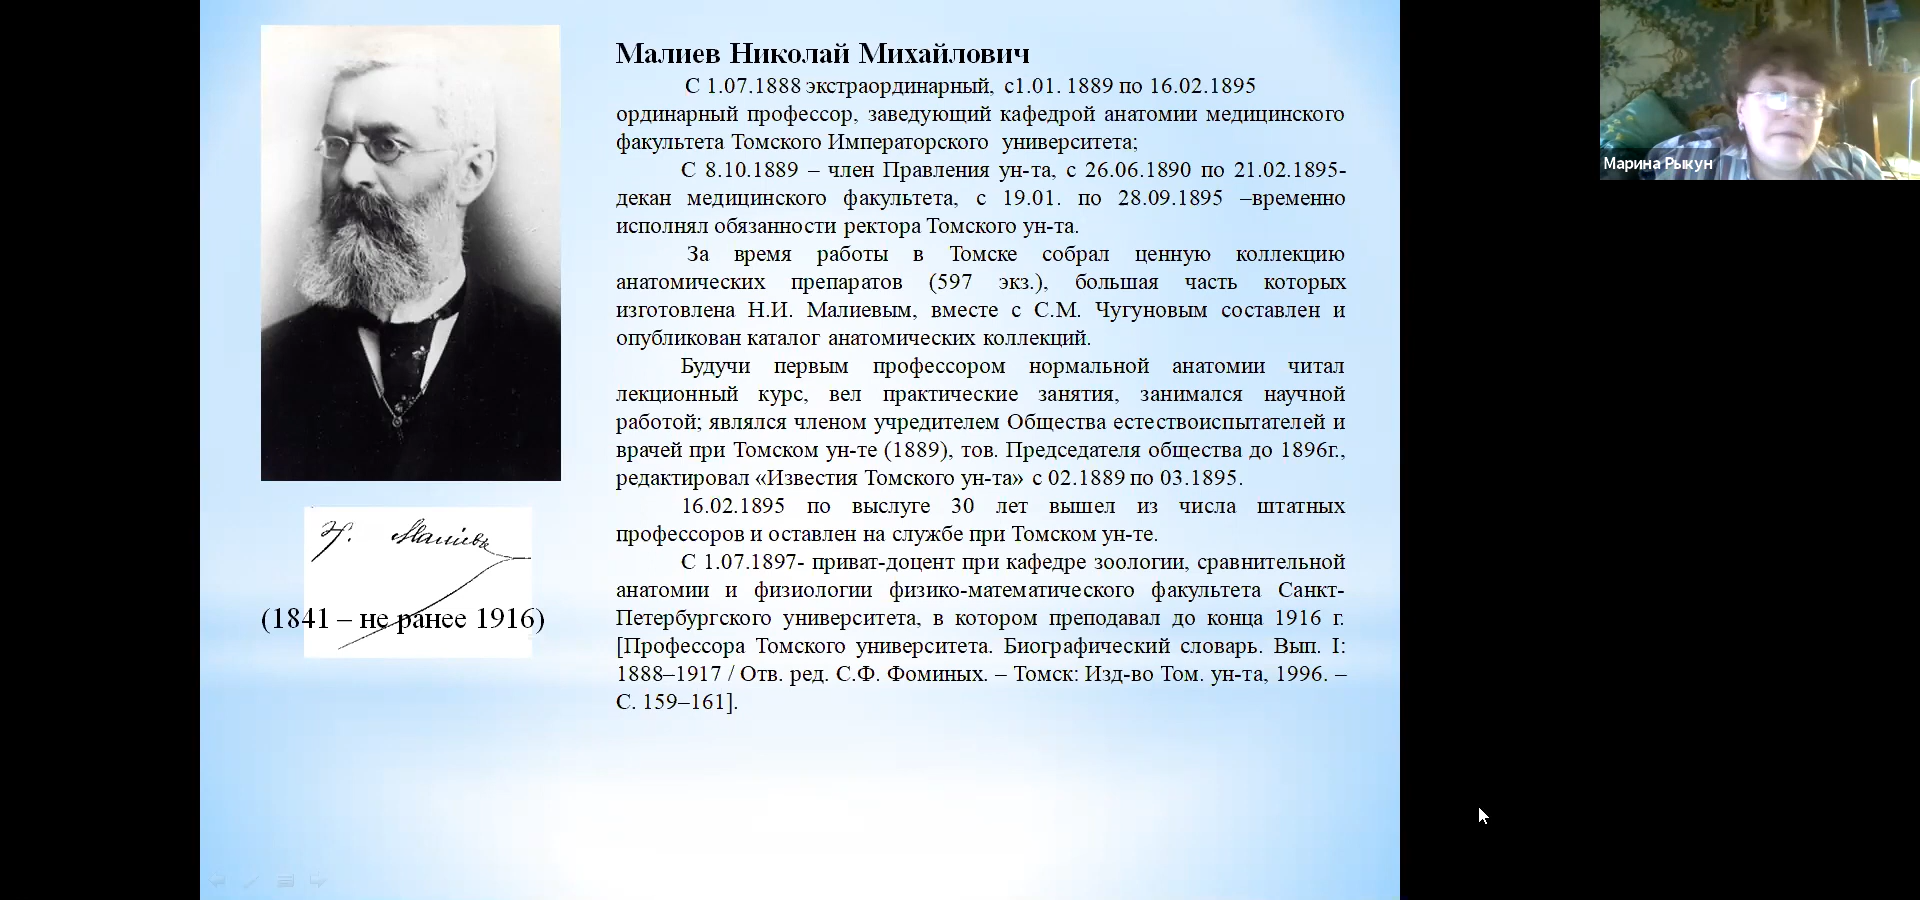 Малиев Николай Михайлович
С 1.07.1888 экстраординарный, с1.01. 1889 по 16.02.1895
ординарный профессор, заведующий кафедрой анатомии медицинского
факультета Томского Императорского университета;
С 8.10.1889 – член Правления ун-та, с 26.06.1890 по 21.02.1895-
декан медицинского факультета, с 19.01. по 28.09.1895 –временно
исполнял обязанности ректора Томского ун-та.
За время работы в Томске собрал ценную коллекцию
анатомических препаратов (597 экз.), большая часть которых
изготовлена Н.И. Малиевым, вместе с С.М. Чугуновым составлен и
опубликован каталог анатомических коллекций.
Будучи первым профессором нормальной анатомии читал
лекционный курс, вел практические занятия, занимался научной
работой; являлся членом учредителем Общества естествоиспытателей и
врачей при Томском ун-те (1889), тов. Председателя общества до 1896г.,
редактировал «Известия Томского ун-та» с 02.1889 по 03.1895.
16.02.1895 по выслуге 30 лет вышел из числа штатных
профессоров и оставлен на службе при Томском ун-те.
С 1.07.1897- приват-доцент при кафедре зоологии, сравнительной
анатомии и физиологии физико-математического факультета Санкт-
Петербургского университета, в котором преподавал до конца 1916 г.
[Профессора Томского университета. Биографический словарь. Вып. I:
1888–1917 / Отв. ред. С.Ф. Фоминых. – Томск: Изд-во Том. ун-та, 1996. –
С. 159–161].
Н. Малиевъ
(1841 – не ранее 1916)
Марина Рыкун